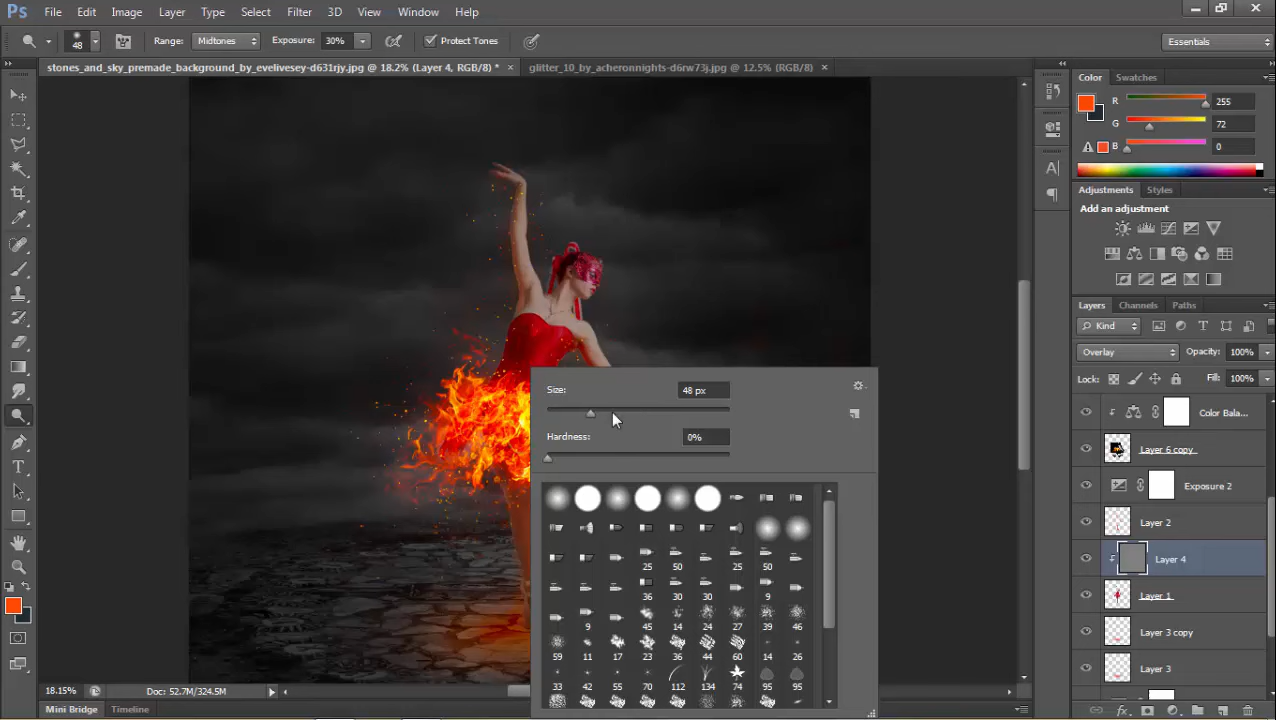 Ps File Edit Image Layer Type Select Filter 3D View Window Help
48 Range: Midtones Exposure: 30% Protect Tones Essentials
stones_and_sky_premade_background_by_evelivesey-d631rjy.jpg @ 18.2% (Layer 4, RGB/8) * × glitter_10_by_acheronnights-d6rw73j.jpg @ 12.5% (RGB/8) ×
Color Swatches
R 255
G 72
B 0
Adjustments Styles
Add an adjustment
Layers Channels Paths
Kind
Overlay Opacity: 100%
Lock: Fill: 100%
Color Bala...
Layer 6 copy
Exposure 2
Layer 2
Layer 4
Layer 1
Layer 3 copy
Layer 3
Size: 48 px
Hardness: 0%
25 50 25 50
36 30 30 9
9 45 14 24 27 39 46
59 11 17 23 36 44 60 14 26
33 42 55 70 112 134 74 95 95
18.15% Doc: 52.7M/324.5M
Mini Bridge Timeline